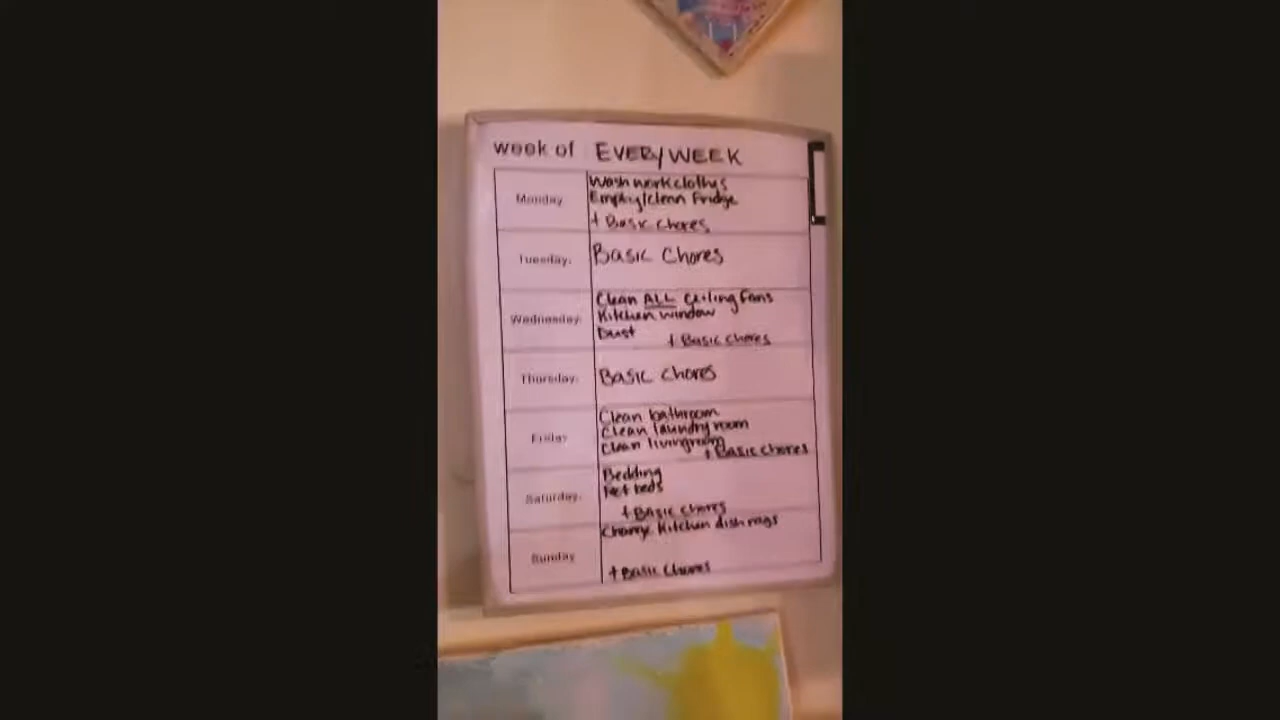 week of EVERYWEEK
Monday
Wash work clothes
Empty/clean Fridge
+ Basic chores
Tuesday:
Basic Chores
Wednesday:
Clean ALL ceiling fans
Kitchen window
Dust
+ Basic chores
Thursday:
Basic chores
Friday
Clean bathroom
Clean laundry room
Clean livingroom
+ Basic chores
Saturday:
Bedding
Pet beds
+ Basic chores
Sunday
Kitchen dish rags
+ Basic Chores